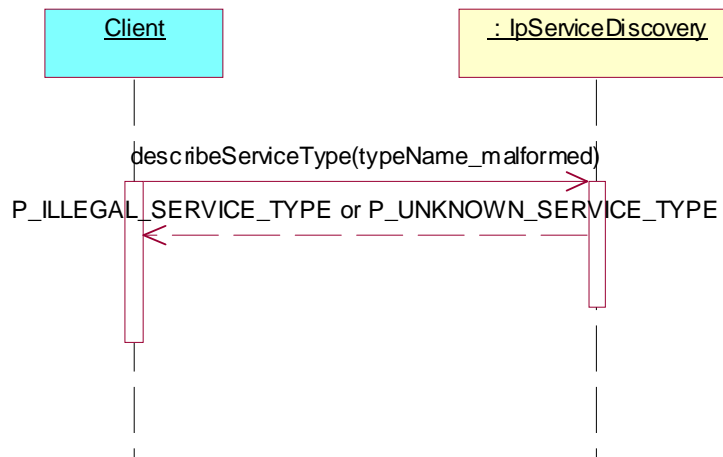 Client
: IpServiceDiscovery
describeServiceType(typeName_malformed)
P_ILLEGAL_SERVICE_TYPE or P_UNKNOWN_SERVICE_TYPE